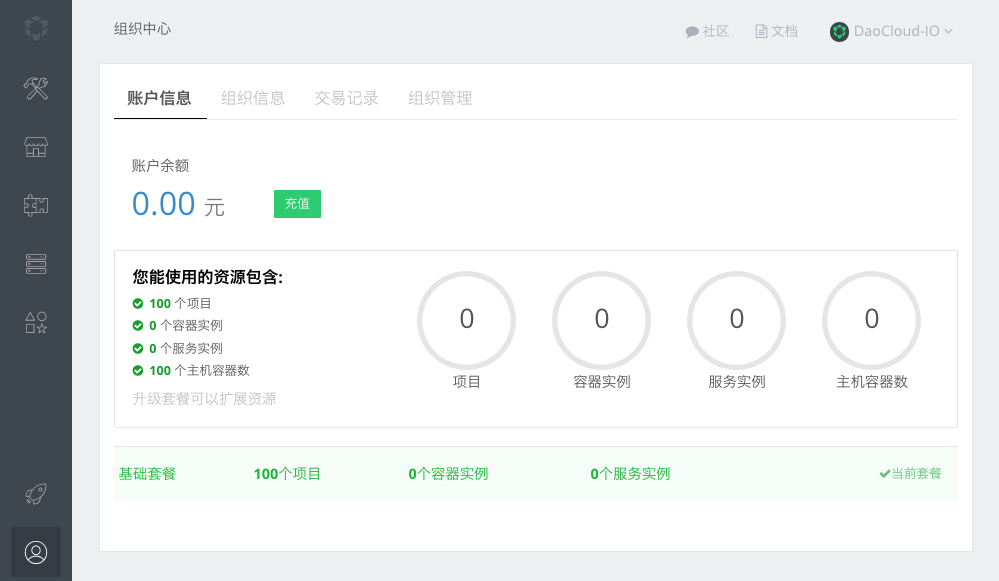 组织中心
社区
文档
DaoCloud-IO
账户信息
组织信息
交易记录
组织管理
账户余额
0.00 元
充值
您能使用的资源包含:
100 个项目
0 个容器实例
0 个服务实例
100 个主机容器数
升级套餐可以扩展资源
0
项目
0
容器实例
0
服务实例
0
主机容器数
基础套餐
100个项目
0个容器实例
0个服务实例
当前套餐